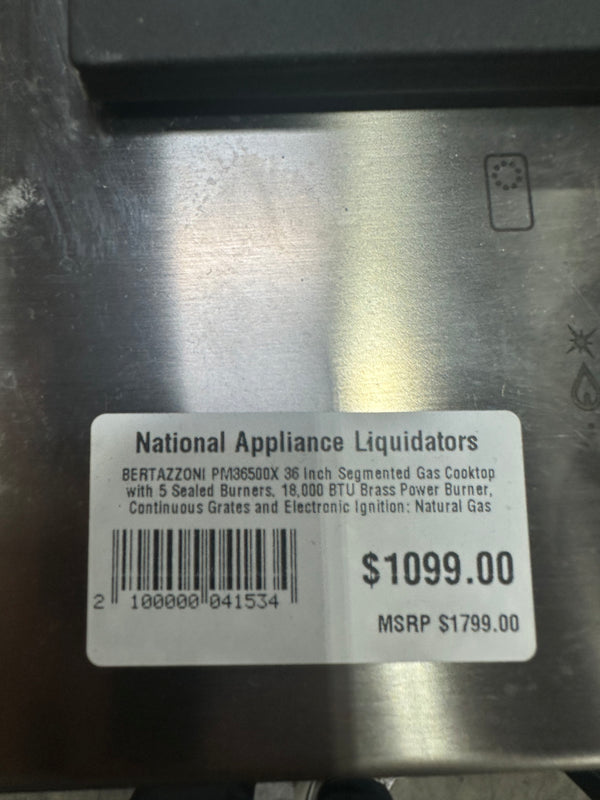 National Appliance Liquidators
BERTAZZONI PM36500X 36 Inch Segmented Gas Cooktop
with 5 Sealed Burners, 18,000 BTU Brass Power Burner,
Continuous Grates and Electronic Ignition: Natural Gas
$1099.00
2 100000 041534
MSRP $1799.00